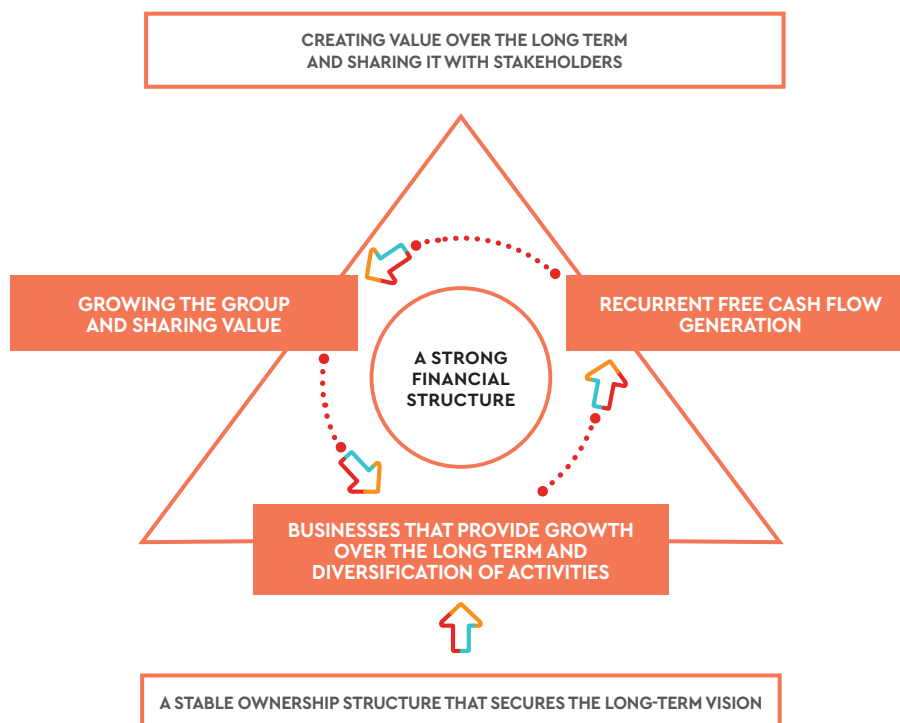 CREATING VALUE OVER THE LONG TERM
AND SHARING IT WITH STAKEHOLDERS
GROWING THE GROUP
AND SHARING VALUE
RECURRENT FREE CASH FLOW
GENERATION
A STRONG
FINANCIAL
STRUCTURE
BUSINESSES THAT PROVIDE GROWTH
OVER THE LONG TERM AND
DIVERSIFICATION OF ACTIVITIES
A STABLE OWNERSHIP STRUCTURE THAT SECURES THE LONG-TERM VISION